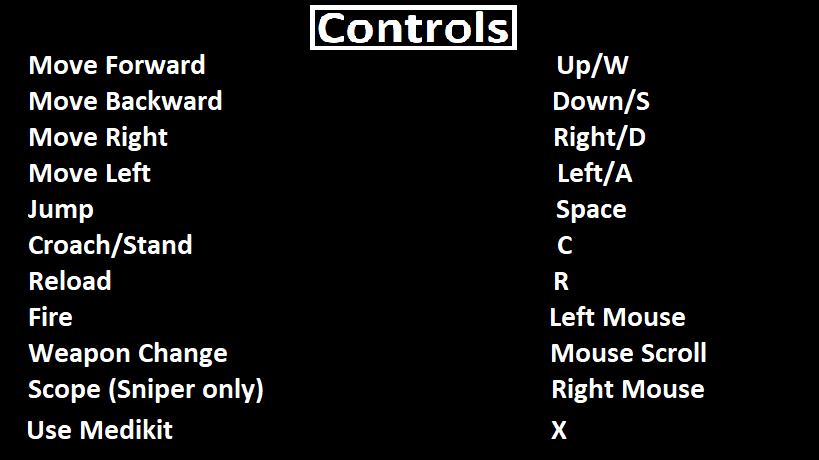 Controls
Move Forward Up/W
Move Backward Down/S
Move Right Right/D
Move Left Left/A
Jump Space
Croach/Stand C
Reload R
Fire Left Mouse
Weapon Change Mouse Scroll
Scope (Sniper only) Right Mouse
Use Medikit X